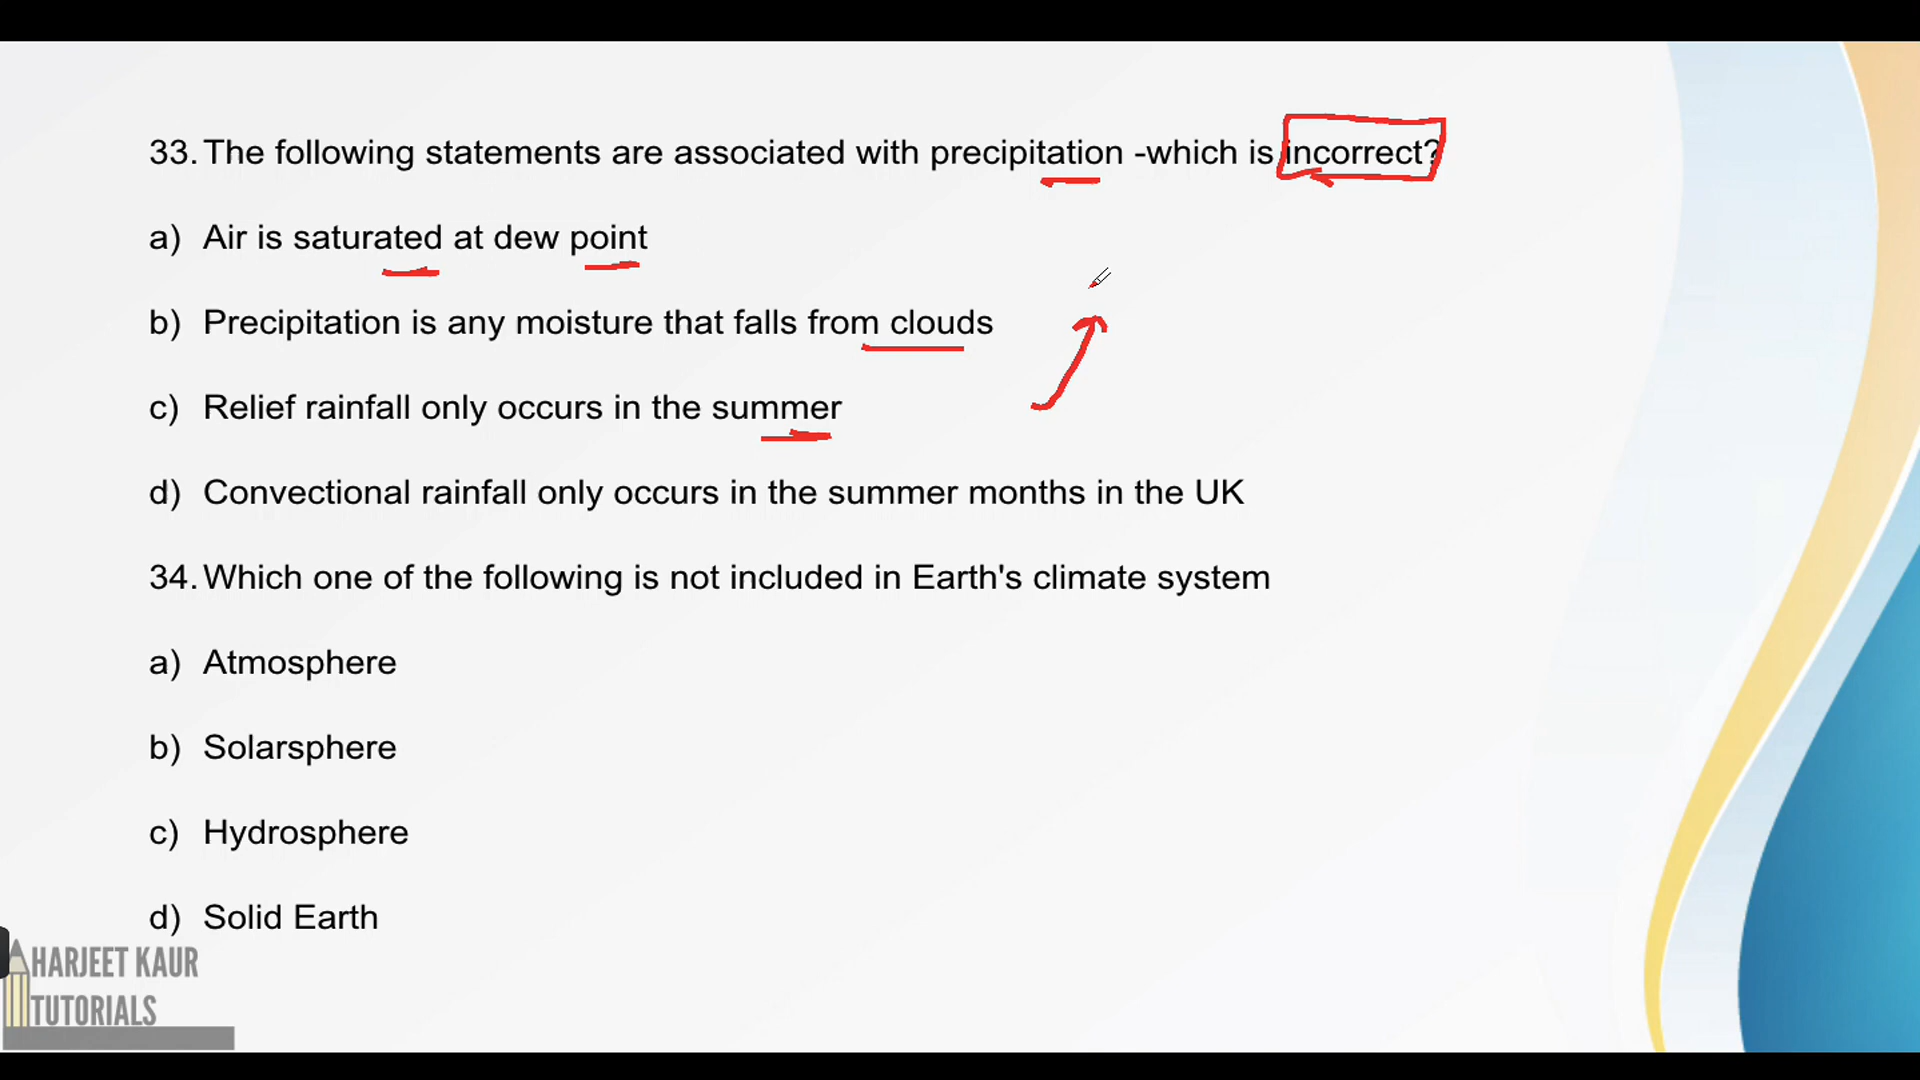 33. The following statements are associated with precipitation -which is incorrect?
a) Air is saturated at dew point
b) Precipitation is any moisture that falls from clouds
c) Relief rainfall only occurs in the summer
d) Convectional rainfall only occurs in the summer months in the UK
34. Which one of the following is not included in Earth's climate system
a) Atmosphere
b) Solarsphere
c) Hydrosphere
d) Solid Earth
HARJEET KAUR
TUTORIALS